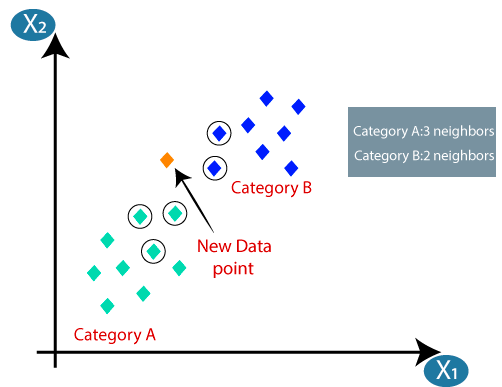 X2
Category A:3 neighbors
Category B:2 neighbors
Category B
New Data
point
Category A
X1